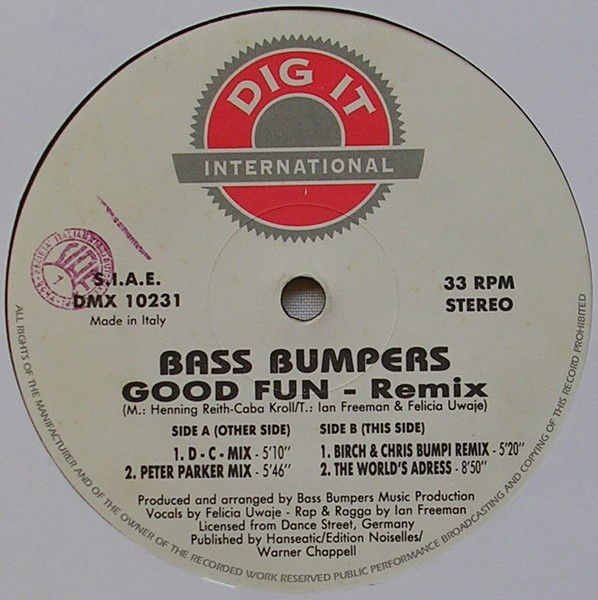 DIG IT
INTERNATIONAL
S.I.A.E.
DMX 10231
Made in Italy
33 RPM
STEREO
BASS BUMPERS
GOOD FUN - Remix
(M.: Henning Reith-Caba Kroll/T.: Ian Freeman & Felicia Uwaje)
SIDE A (OTHER SIDE)
1. D - C - MIX - 5'10"
2. PETER PARKER MIX - 5'46"
SIDE B (THIS SIDE)
1. BIRCH & CHRIS BUMPI REMIX - 5'20"
2. THE WORLD'S ADRESS - 8'50"
Produced and arranged by Bass Bumpers Music Production
Vocals by Felicia Uwaje - Rap & Ragga by Ian Freeman
Licensed from Dance Street, Germany
Published by Hanseatic/Edition Noiselles/
Warner Chappell
ALL RIGHTS OF THE MANIFACTURER AND OF THE OWNER OF THE RECORDED WORK RESERVED PUBLIC PERFORMANCE BROADCASTING AND COPYING OF THIS RECORD PROHIBITED